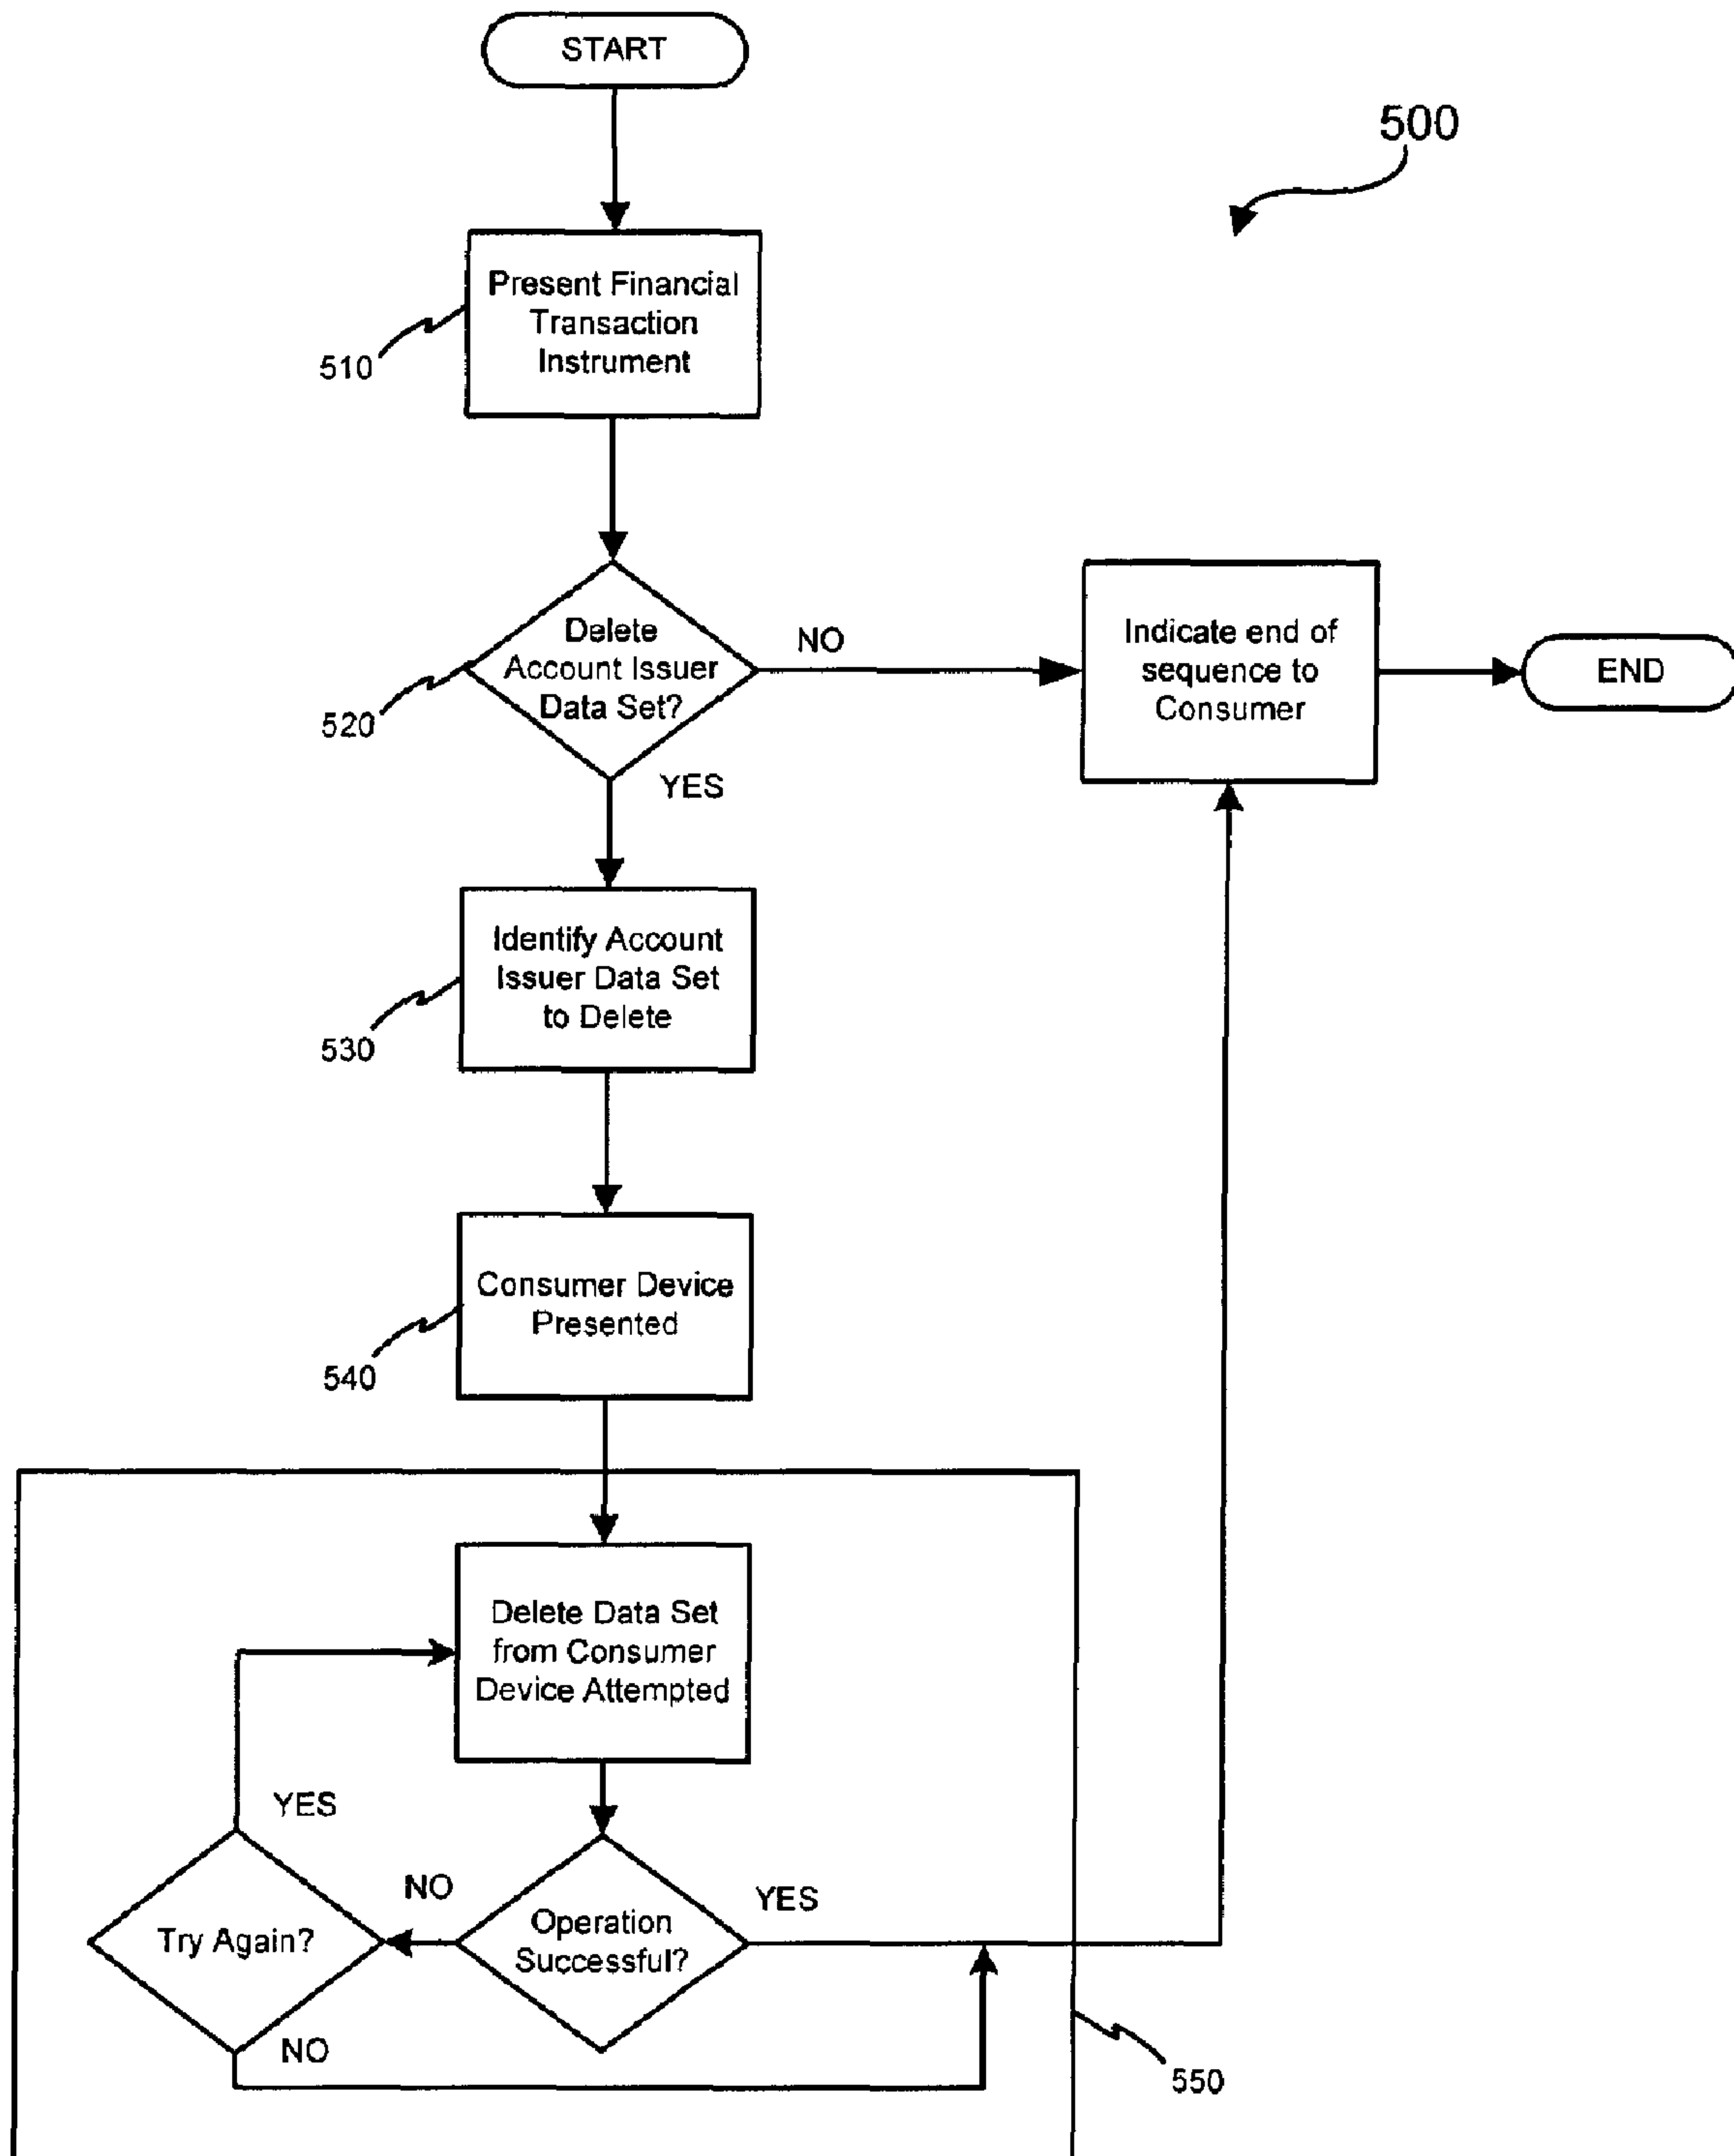 START
500
Present Financial
Transaction
Instrument
510
Delete
Account Issuer
Data Set?
520
NO
YES
Indicate end of
sequence to
Consumer
END
Identify Account
Issuer Data Set
to Delete
530
Consumer Device
Presented
540
Delete Data Set
from Consumer
Device Attempted
YES
NO
YES
Try Again?
Operation
Successful?
NO
550